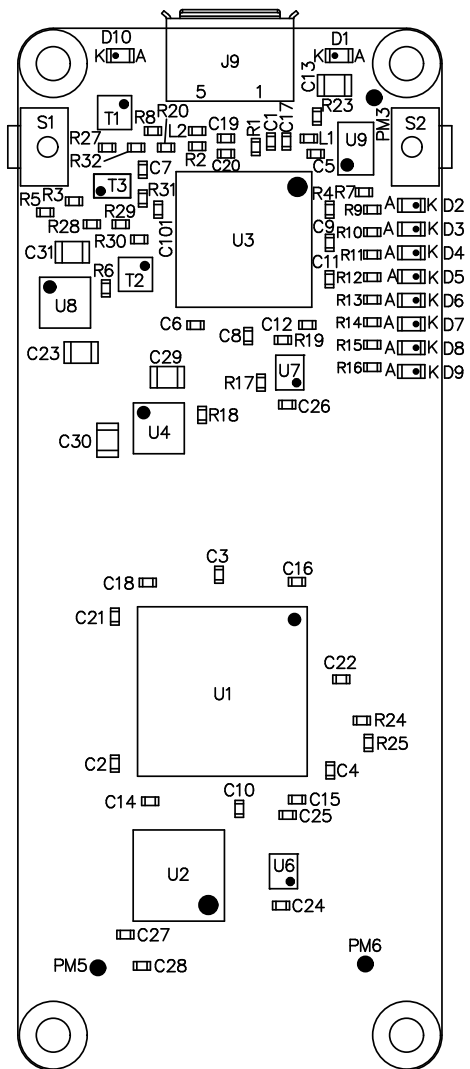 D10
D1
K A
K A
J9
5 1
C13
T1
R20
R8
L2
C19
C1
C17
R23
PM3
S1
S2
R27
R32
R2
C20
R1
L1
C5
U9
C7
R5
R3
T3
R31
R4
R7
U3
R9
A K D2
R28
R29
C101
C9
R10
A K D3
C31
R30
R11
A K D4
R6
T2
C11
R12
A K D5
U8
R13
A K D6
C6
C8
C12
R14
A K D7
R19
C23
C29
R15
A K D8
U7
R17
R16
A K D9
C26
C30
U4
R18
C3
C18
C16
C21
U1
C22
R24
R25
C2
C4
C14
C10
C15
C25
U2
U6
C24
C27
PM5
C28
PM6